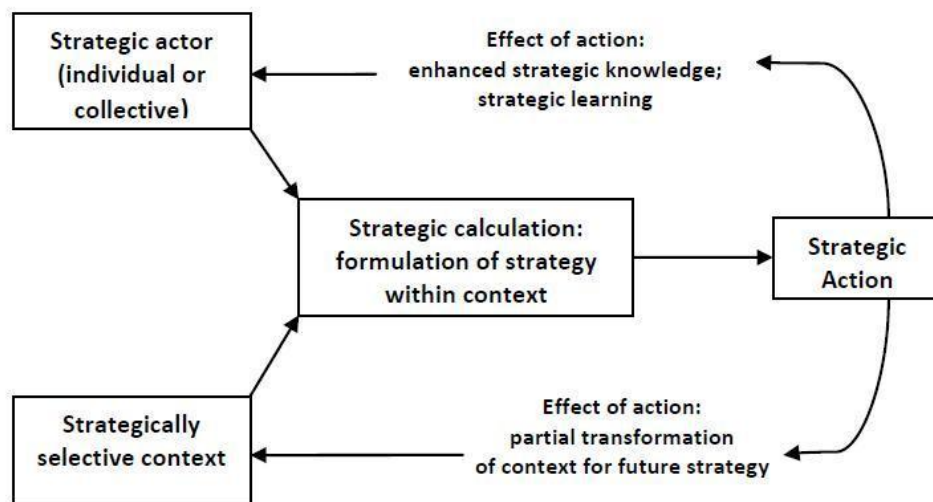 Strategic actor
(individual or
collective)
Effect of action:
enhanced strategic knowledge;
strategic learning
Strategic calculation:
formulation of strategy
within context
Strategic
Action
Strategically
selective context
Effect of action:
partial transformation
of context for future strategy